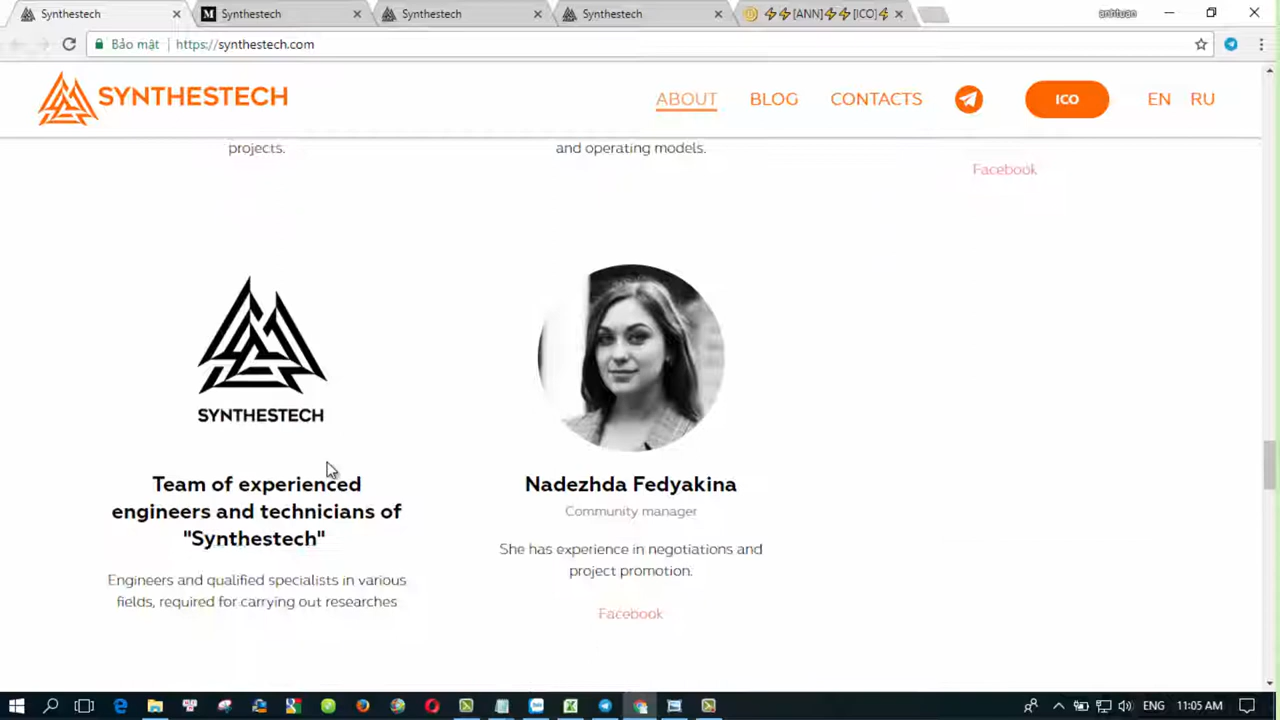 Synthestech
M Synthestech
Synthestech
Synthestech
⚡⚡[ANN]⚡⚡[ICO]⚡
anhtuan
Bảo mật
https://synthestech.com
SYNTHESTECH
ABOUT
BLOG
CONTACTS
ICO
EN
RU
projects.
and operating models.
Facebook
SYNTHESTECH
Team of experienced
engineers and technicians of
"Synthestech"
Engineers and qualified specialists in various
fields, required for carrying out researches
Nadezhda Fedyakina
Community manager
She has experience in negotiations and
project promotion.
Facebook
ENG
11:05 AM